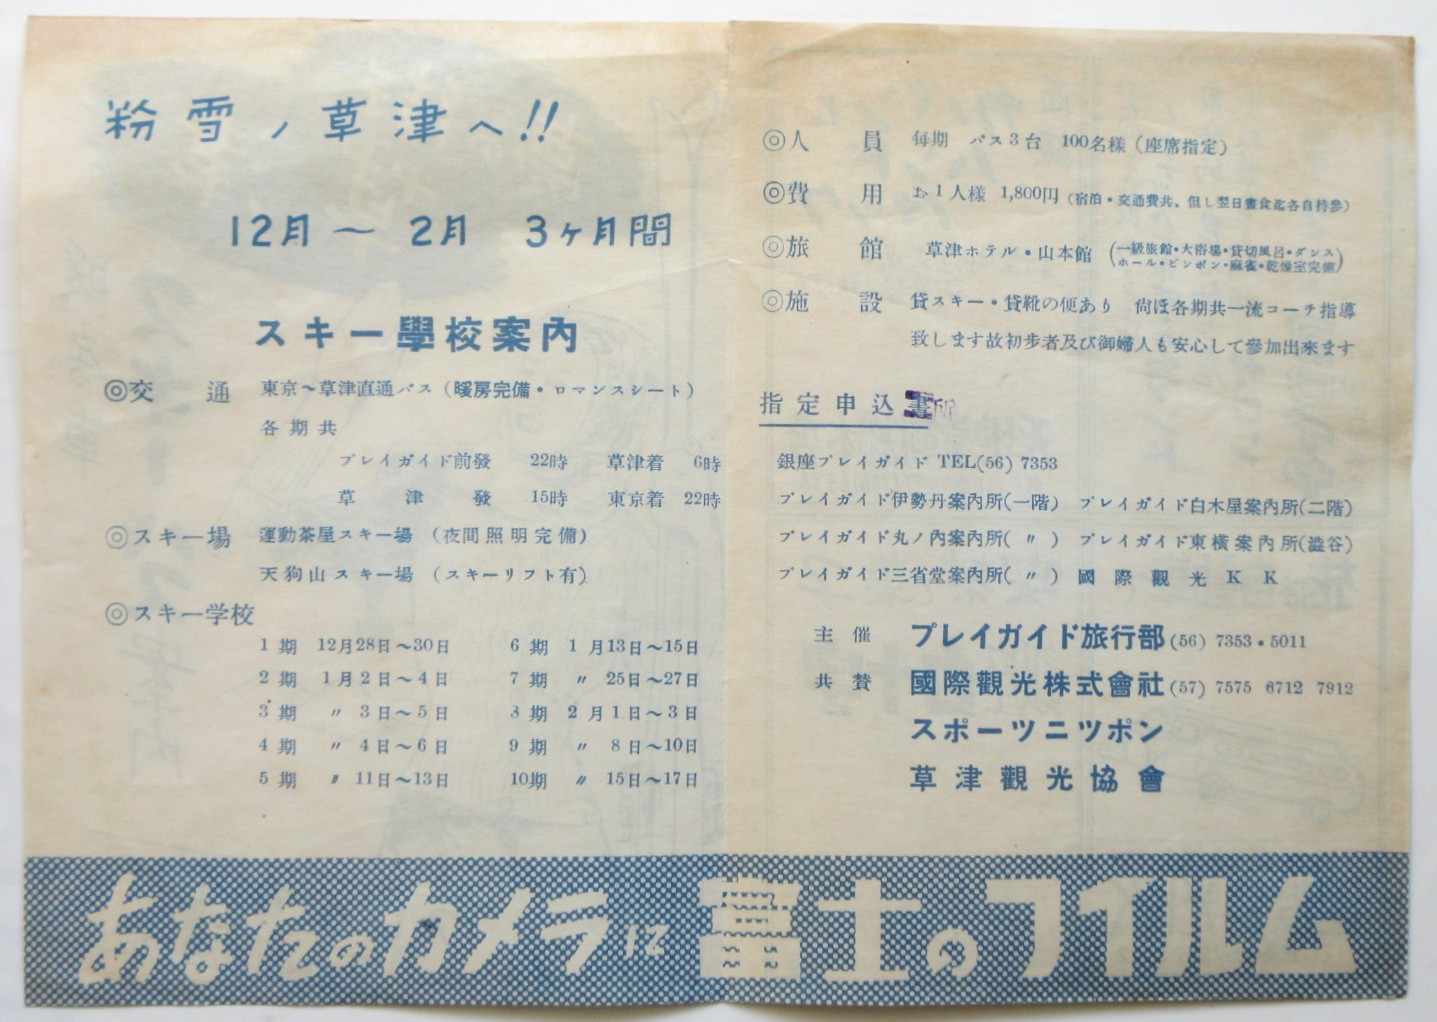 粉雪ノ草津へ!!
12月〜2月 3ヶ月間
スキー學校案内
◎交通 東京〜草津直通バス（暖房完備・ロマンスシート）
各期共
プレイガイド前發 22時 草津着 6時
草津發 15時 東京着 22時
◎スキー場 運動茶屋スキー場（夜間照明完備）
天狗山スキー場（スキーリフト有）
◎スキー学校
1期 12月28日〜30日 6期 1月13日〜15日
2期 1月2日〜4日 7期 〃 25日〜27日
3期 〃 3日〜5日 8期 2月1日〜3日
4期 〃 4日〜6日 9期 〃 8日〜10日
5期 〃 11日〜13日 10期 〃 15日〜17日
◎人員 毎期 バス3台 100名様（座席指定）
◎費用 お1人様 1,800円（宿泊・交通費共、但し翌日晝食迄各自持參）
◎旅館 草津ホテル・山本館（一級旅館・大浴場・貸切風呂・ダンス
ホール・ピンポン・麻雀・乾燥室完備）
◎施設 貸スキー・貸靴の便あり 尙ほ各期共一流コーチ指導
致します故初歩者及び御婦人も安心して參加出來ます
指定申込書所
銀座プレイガイド TEL(56) 7353
プレイガイド伊勢丹案內所(一階) プレイガイド白木屋案內所(二階)
プレイガイド丸ノ內案內所( 〃 ) プレイガイド東横案內所(澁谷)
プレイガイド三省堂案內所( 〃 ) 國際觀光KK
主催 プレイガイド旅行部(56) 7353・5011
共賛 國際觀光株式會社(57) 7575 6712 7912
スポーツニツポン
草津觀光協會
あなたのカメラに富士のフイルム